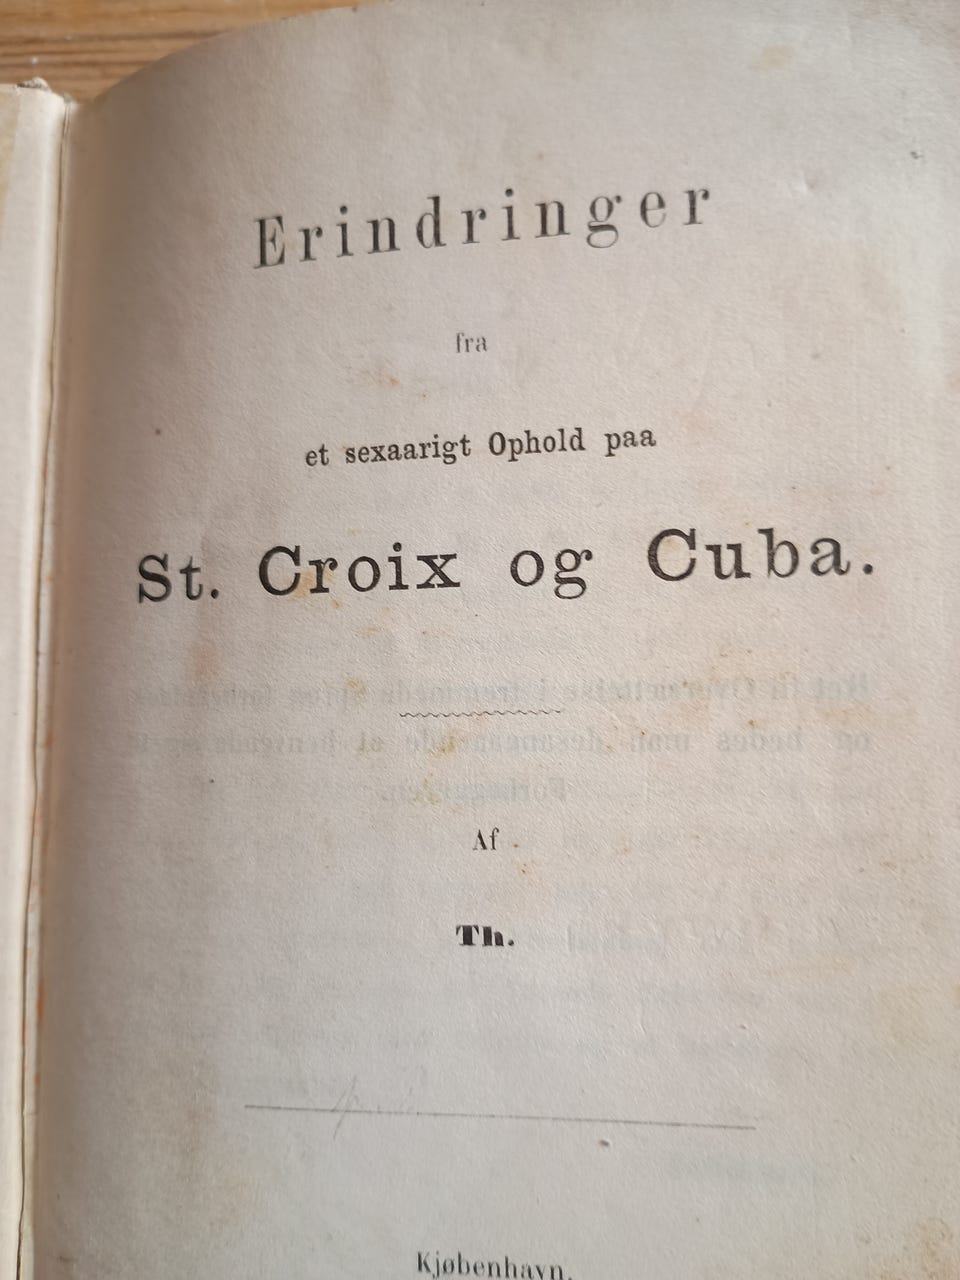 Erindringer
fra
et sexaarigt Ophold paa
St. Croix og Cuba.
Af
Th.
Kjøbenhavn.